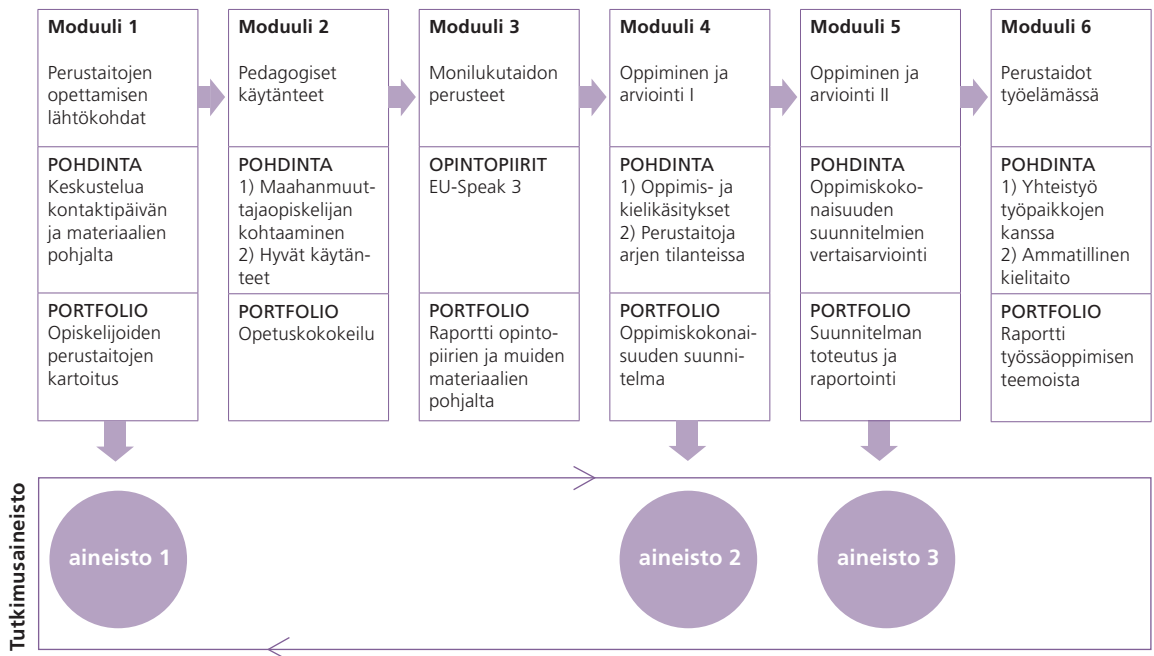 Moduuli 1
Perustaitojen
opettamisen
lähtökohdat
POHDINTA
Keskustelua
kontaktipäivän
ja materiaalien
pohjalta
PORTFOLIO
Opiskelijoiden
perustaitojen
kartoitus
Moduuli 2
Pedagogiset
käytänteet
POHDINTA
1) Maahanmuut-
tajaopiskelijan
kohtaaminen
2) Hyvät käytän-
teet
PORTFOLIO
Opetuskokokeilu
Moduuli 3
Monilukutaidon
perusteet
OPINTOPIIRIT
EU-Speak 3
PORTFOLIO
Raportti opinto-
piirien ja muiden
materiaalien
pohjalta
Moduuli 4
Oppiminen ja
arviointi I
POHDINTA
1) Oppimis- ja
kielikäsitykset
2) Perustaitoja
arjen tilanteissa
PORTFOLIO
Oppimiskokonai-
suuden suunni-
telma
Moduuli 5
Oppiminen ja
arviointi II
POHDINTA
Oppimiskoko-
naisuuden
suunnitelmien
vertaisarviointi
PORTFOLIO
Suunnitelman
toteutus ja
raportointi
Moduuli 6
Perustaidot
työelämässä
POHDINTA
1) Yhteistyö
työpaikkojen
kanssa
2) Ammatillinen
kielitaito
PORTFOLIO
Raportti
työssäoppimisen
teemoista
Tutkimusaineisto
aineisto 1
aineisto 2
aineisto 3